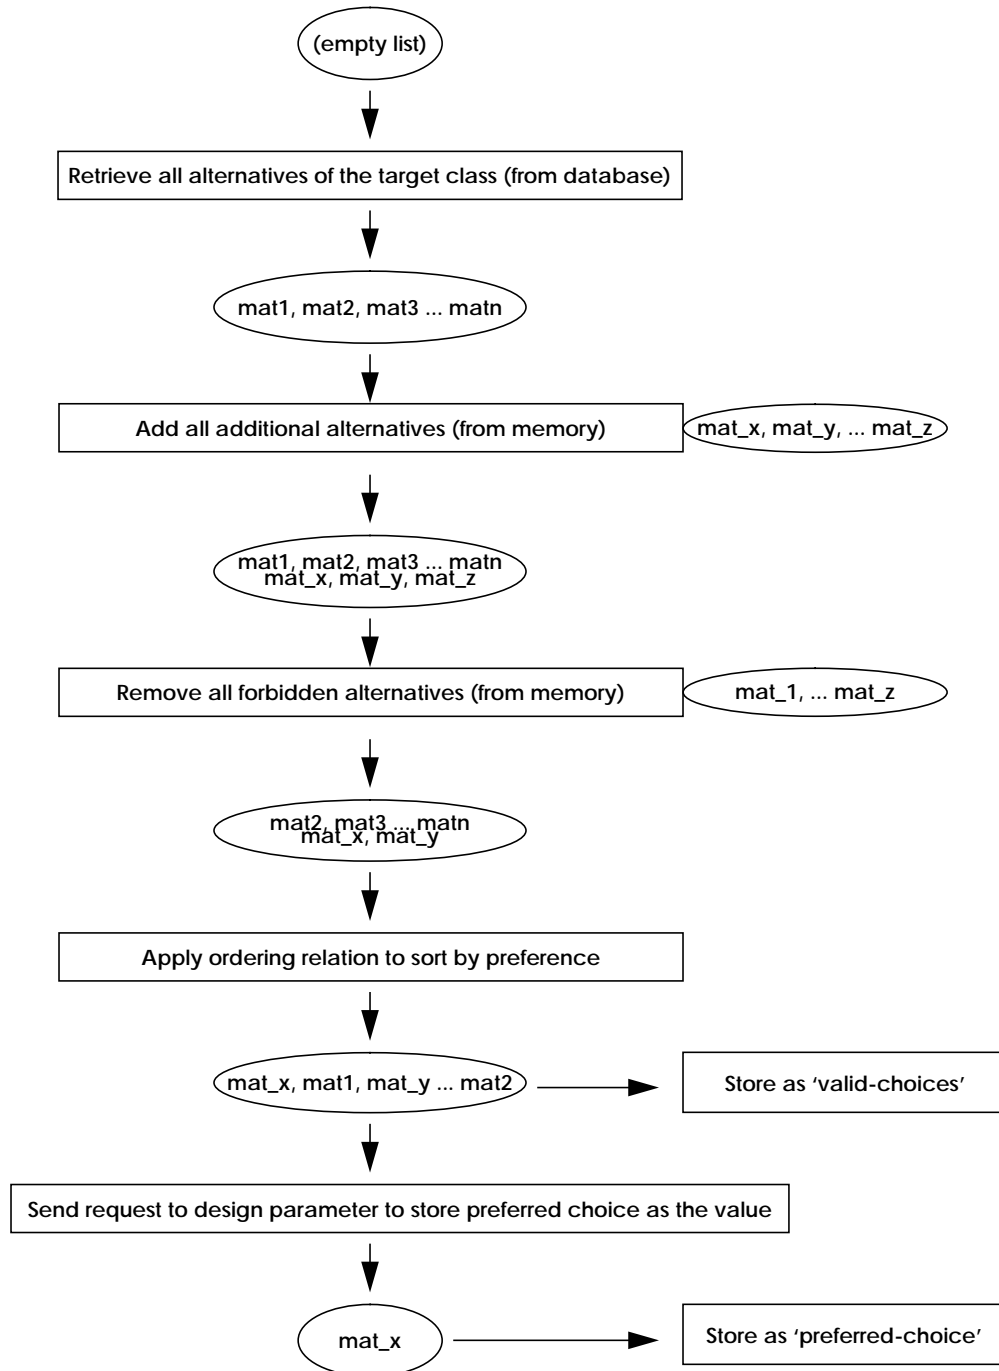 (empty list)
Retrieve all alternatives of the target class (from database)
mat1, mat2, mat3 ... matn
Add all additional alternatives (from memory)
mat_x, mat_y, ... mat_z
mat1, mat2, mat3 ... matn
mat_x, mat_y, mat_z
Remove all forbidden alternatives (from memory)
mat_1, ... mat_z
mat2, mat3 ... matn
mat_x, mat_y
Apply ordering relation to sort by preference
mat_x, mat1, mat_y ... mat2
Store as ‘valid-choices’
Send request to design parameter to store preferred choice as the value
mat_x
Store as ‘preferred-choice’